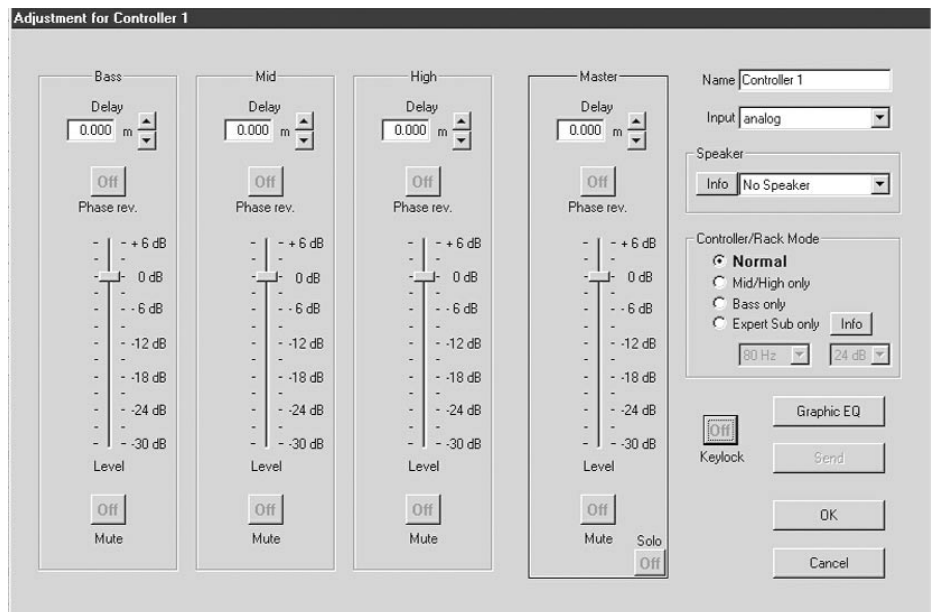 Adjustment for Controller 1
Bass
Delay
0.000 m
Off
Phase rev.
+ 6 dB
0 dB
- 6 dB
-12 dB
-18 dB
-24 dB
-30 dB
Level
Off
Mute
Mid
Delay
0.000 m
Off
Phase rev.
+ 6 dB
0 dB
- 6 dB
-12 dB
-18 dB
-24 dB
-30 dB
Level
Off
Mute
High
Delay
0.000 m
Off
Phase rev.
+ 6 dB
0 dB
- 6 dB
-12 dB
-18 dB
-24 dB
-30 dB
Level
Off
Mute
Master
Delay
0.000 m
Off
Phase rev.
+ 6 dB
0 dB
- 6 dB
-12 dB
-18 dB
-24 dB
-30 dB
Level
Off
Mute
Solo
Off
Name Controller 1
Input analog
Speaker
Info No Speaker
Controller/Rack Mode
Normal
Mid/High only
Bass only
Expert Sub only Info
80 Hz 24 dB
Off
Keylock
Graphic EQ
Send
OK
Cancel